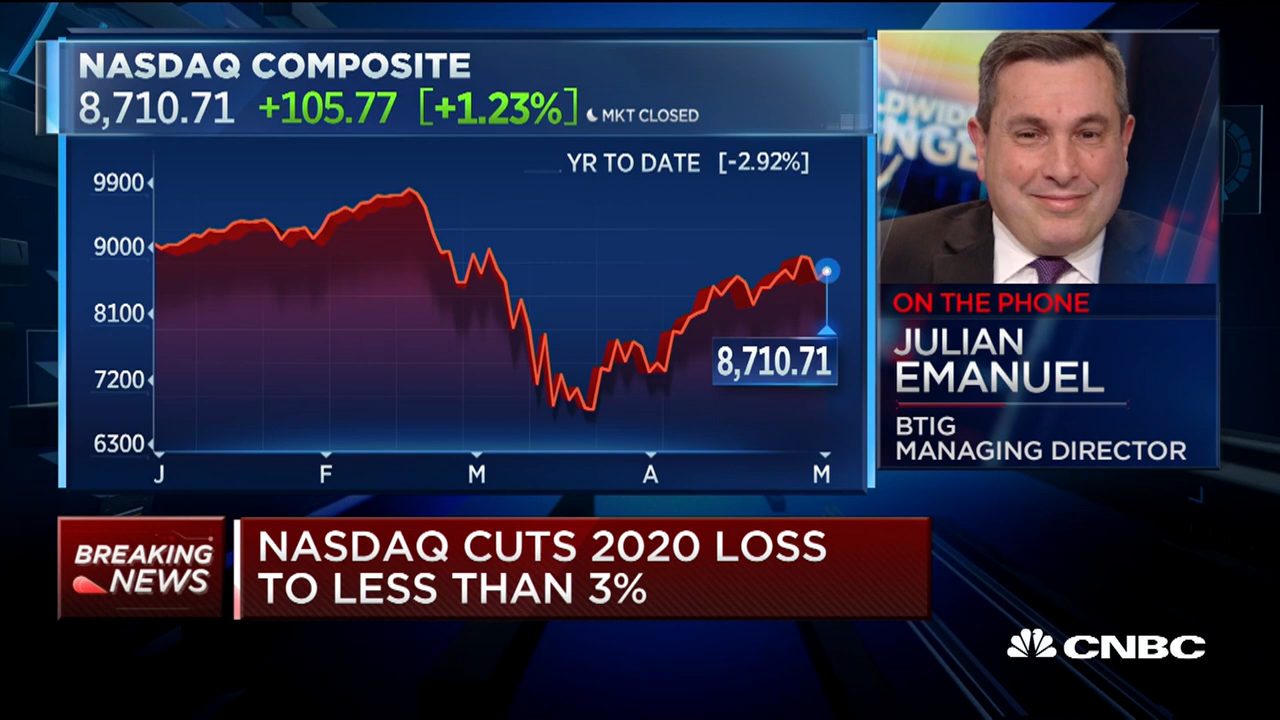 NASDAQ COMPOSITE
8,710.71 +105.77 [+1.23%] MKT CLOSED
YR TO DATE [-2.92%]
9900
9000
8100
7200
6300
8,710.71
J F M A M
ON THE PHONE
JULIAN
EMANUEL
BTIG
MANAGING DIRECTOR
BREAKING
NEWS
NASDAQ CUTS 2020 LOSS
TO LESS THAN 3%
CNBC